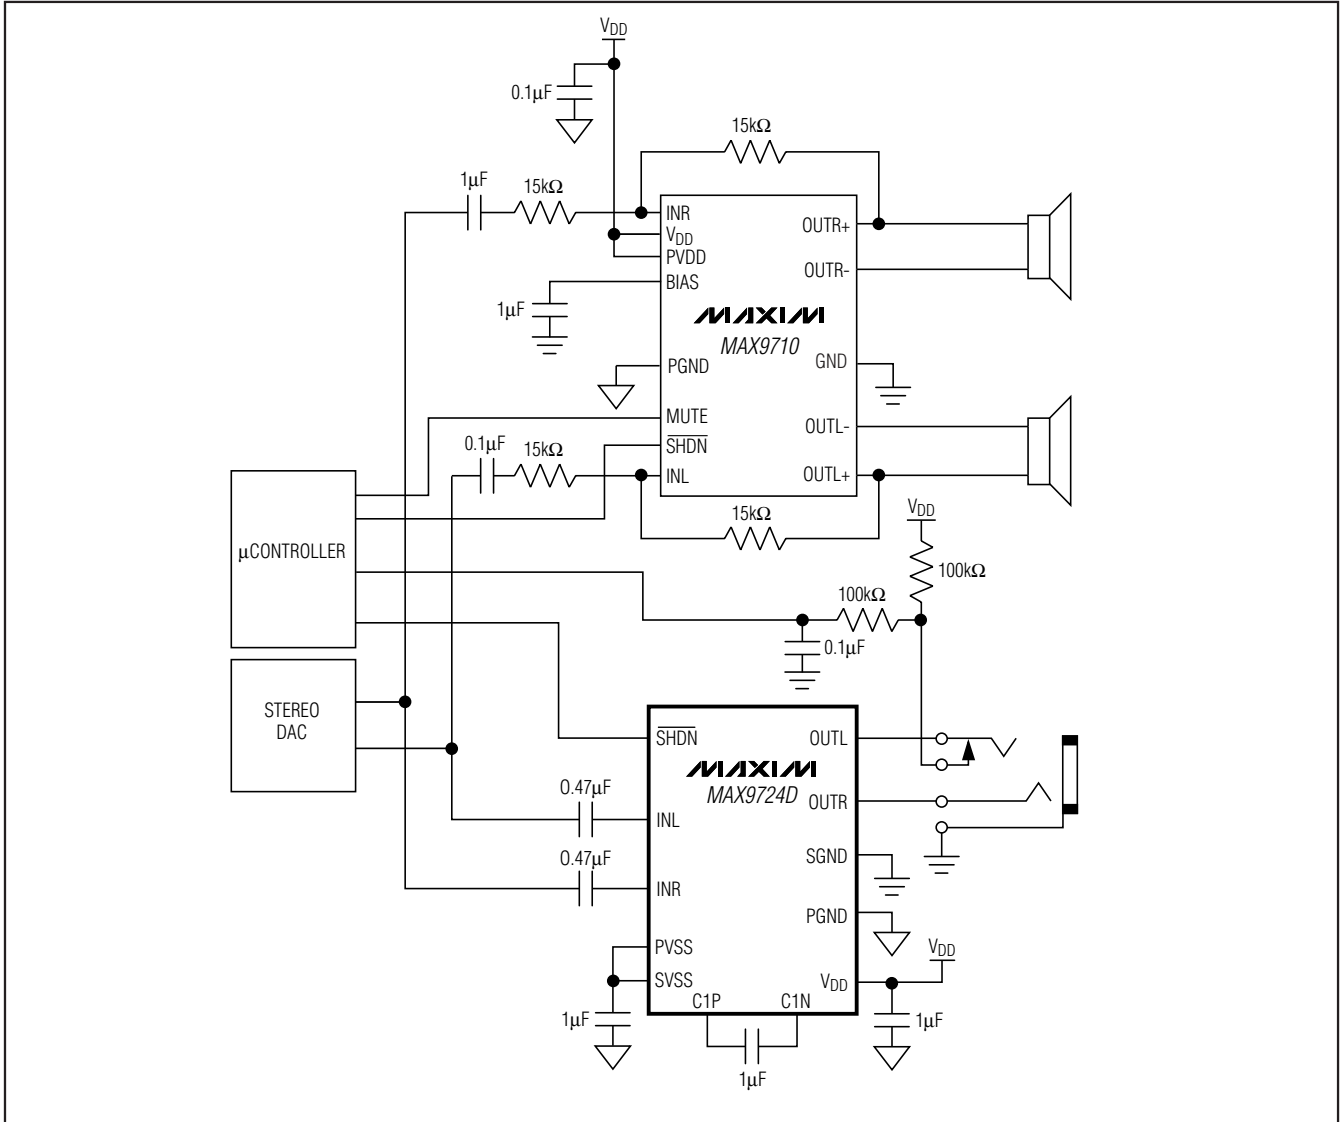 VDD
0.1µF
15kΩ
1µF
15kΩ
INR
VDD
PVDD
BIAS
1µF
MAXIM
MAX9710
PGND
MUTE
SHDN
INL
OUTR+
OUTR-
GND
OUTL-
OUTL+
0.1µF
15kΩ
15kΩ
µCONTROLLER
VDD
100kΩ
100kΩ
0.1µF
STEREO
DAC
SHDN
MAXIM
MAX9724D
OUTL
OUTR
0.47µF
INL
0.47µF
INR
SGND
PGND
PVSS
SVSS
C1P
C1N
VDD
VDD
1µF
1µF
1µF